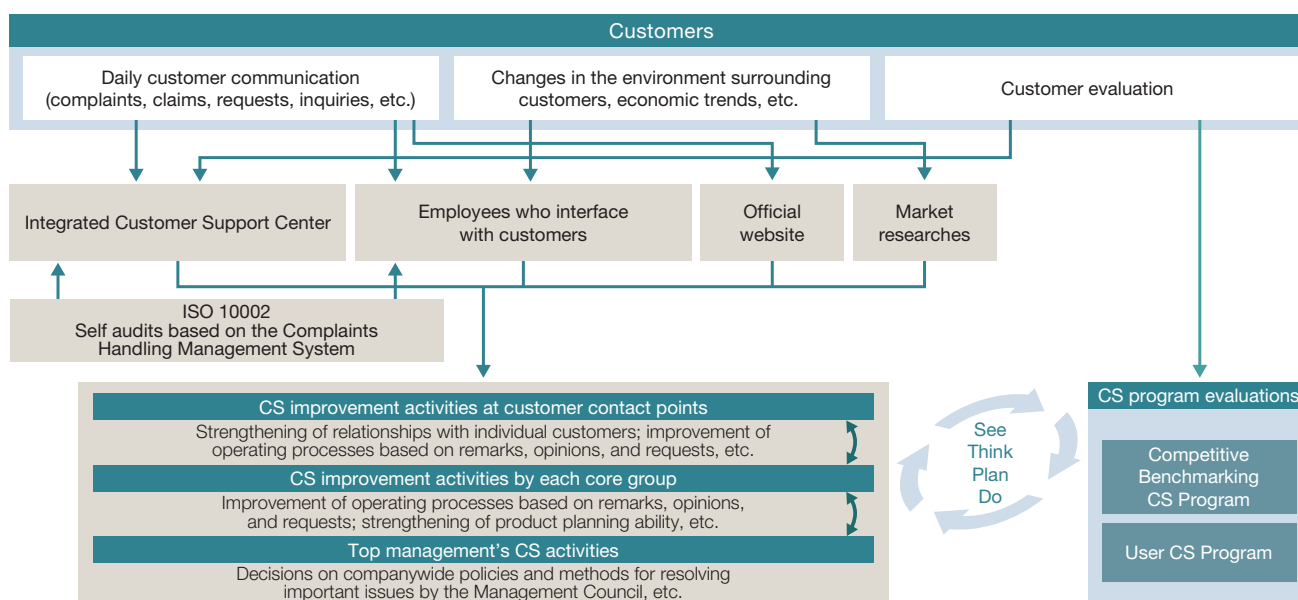 Customers
Daily customer communication
(complaints, claims, requests, inquiries, etc.)
Changes in the environment surrounding
customers, economic trends, etc.
Customer evaluation
Integrated Customer Support Center
Employees who interface
with customers
Official
website
Market
researches
ISO 10002
Self audits based on the Complaints
Handling Management System
CS improvement activities at customer contact points
Strengthening of relationships with individual customers; improvement of
operating processes based on remarks, opinions, and requests, etc.
CS improvement activities by each core group
Improvement of operating processes based on remarks, opinions,
and requests; strengthening of product planning ability, etc.
Top management's CS activities
Decisions on companywide policies and methods for resolving
important issues by the Management Council, etc.
See
Think
Plan
Do
CS program evaluations
Competitive
Benchmarking
CS Program
User CS Program